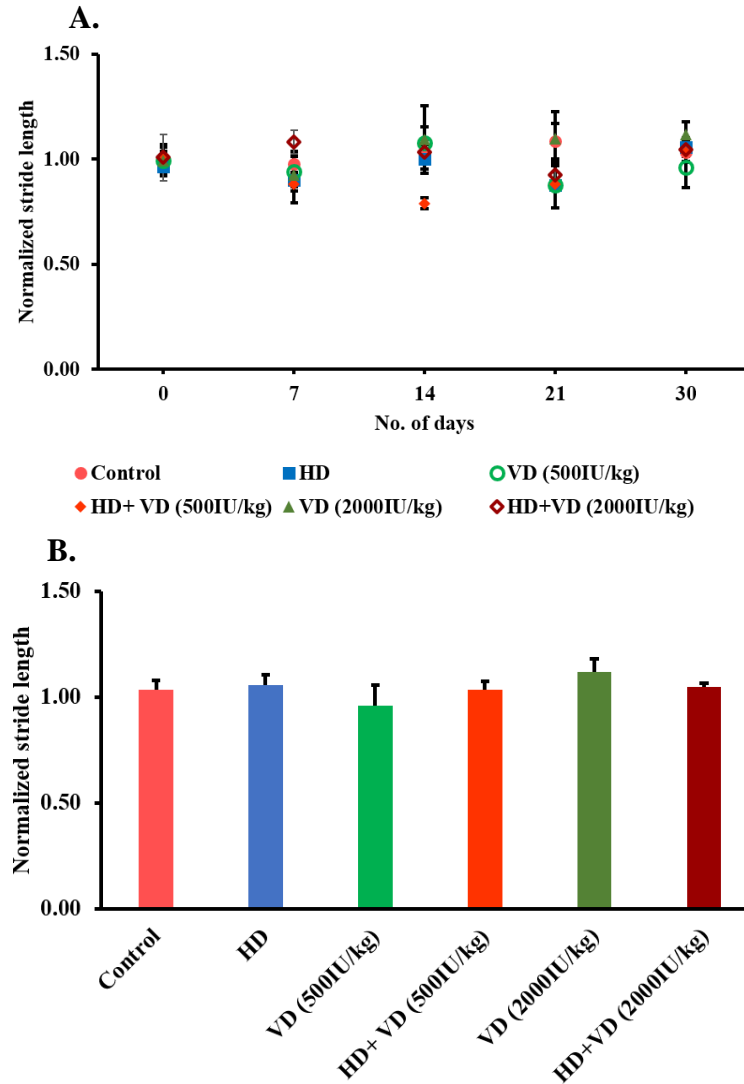 A.
Normalized stride length
1.50
1.00
0.50
0.00
0 7 14 21 30
No. of days
Control HD VD (500IU/kg)
HD+ VD (500IU/kg) VD (2000IU/kg) HD+VD (2000IU/kg)
B.
Normalized stride length
1.50
1.00
0.50
0.00
Control
HD
VD (500IU/kg)
HD+ VD (500IU/kg)
VD (2000IU/kg)
HD+VD (2000IU/kg)